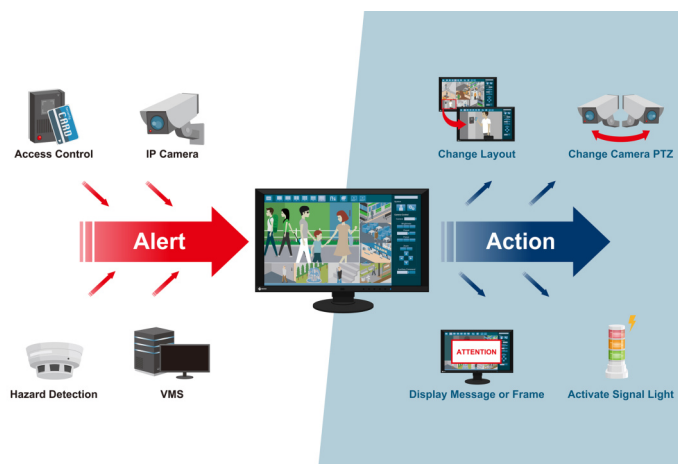 CARD
Access Control
IP Camera
Change Layout
Change Camera PTZ
Alert
Action
ATTENTION
Hazard Detection
VMS
Display Message or Frame
Activate Signal Light